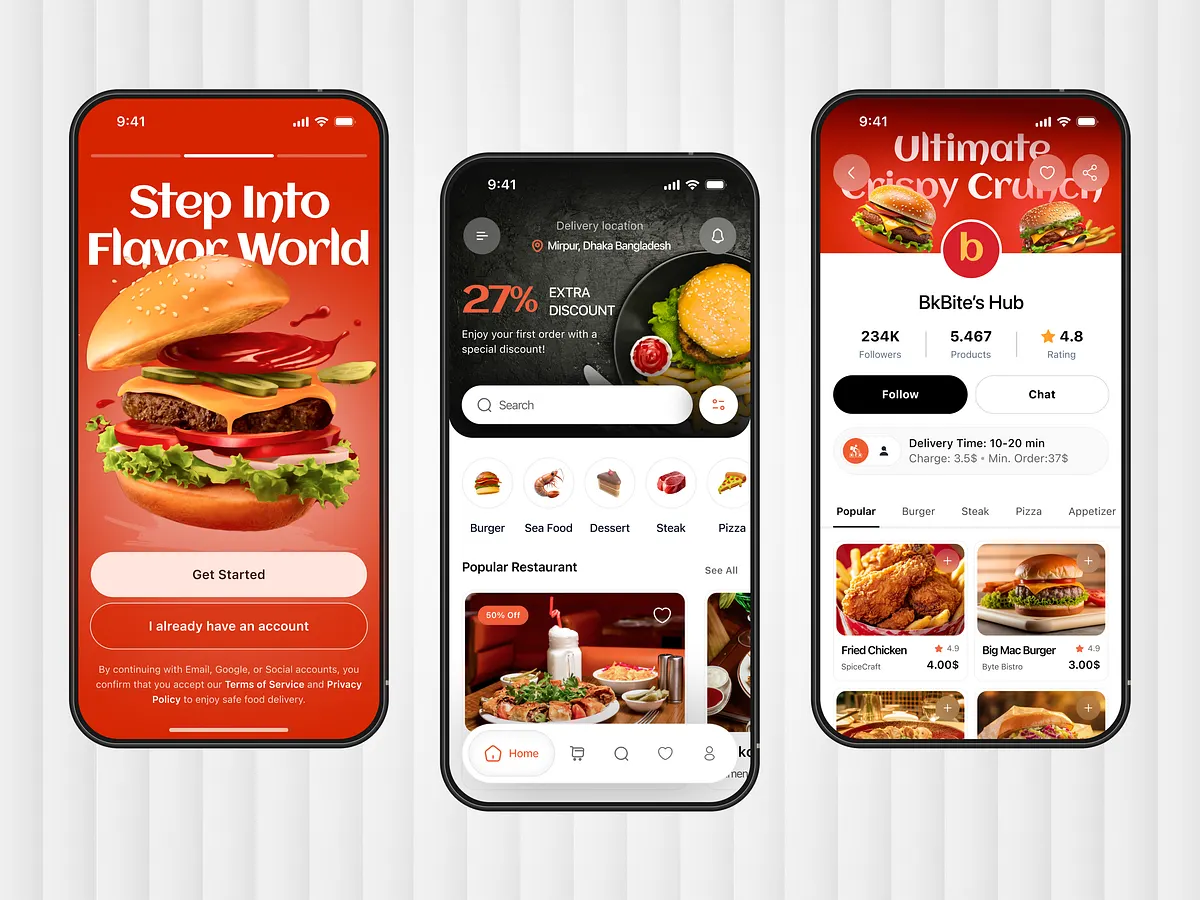 9:41
Step Into
Flavor World
Get Started
I already have an account
By continuing with Email, Google, or Social accounts, you
confirm that you accept our Terms of Service and Privacy
Policy to enjoy safe food delivery.
9:41
Delivery location
Mirpur, Dhaka Bangladesh
27% EXTRA
DISCOUNT
Enjoy your first order with a
special discount!
Search
Burger Sea Food Dessert Steak Pizza
Popular Restaurant See All
50% Off
Home
9:41
Ultimate
Crispy Crunch
b
BkBite's Hub
234K 5.467 4.8
Followers Products Rating
Follow Chat
Delivery Time: 10-20 min
Charge: 3.5$ • Min. Order:37$
Popular Burger Steak Pizza Appetizer
Fried Chicken 4.9 Big Mac Burger 4.9
SpiceCraft 4.00$ Byte Bistro 3.00$